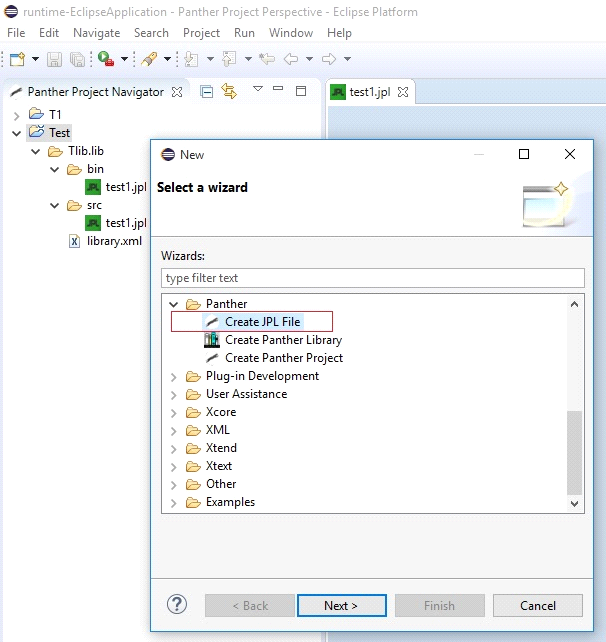 runtime-EclipseApplication - Panther Project Perspective - Eclipse Platform
File Edit Navigate Search Project Run Window Help
Panther Project Navigator
test1.jpl
T1
Test
Tlib.lib
bin
JPL test1.jpl
src
JPL test1.jpl
library.xml
New
Select a wizard
Wizards:
type filter text
Panther
Create JPL File
Create Panther Library
Create Panther Project
Plug-in Development
User Assistance
Xcore
XML
Xtend
Xtext
Other
Examples
< Back Next > Finish Cancel